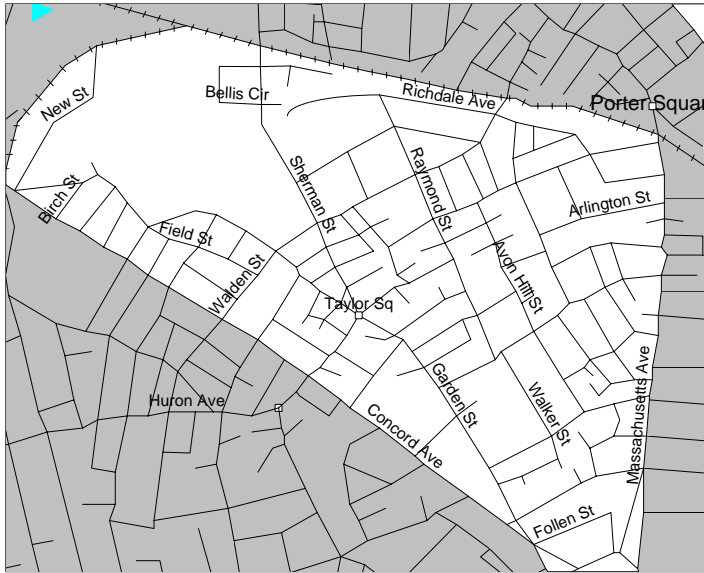 New St
Bellis Cir
Richdale Ave
Porter Squar
Birch St
Sherman St
Raymond St
Arlington St
Field St
Walden St
Avon Hill St
Taylor Sq
Huron Ave
Garden St
Walker St
Concord Ave
Massachusetts Ave
Follen St